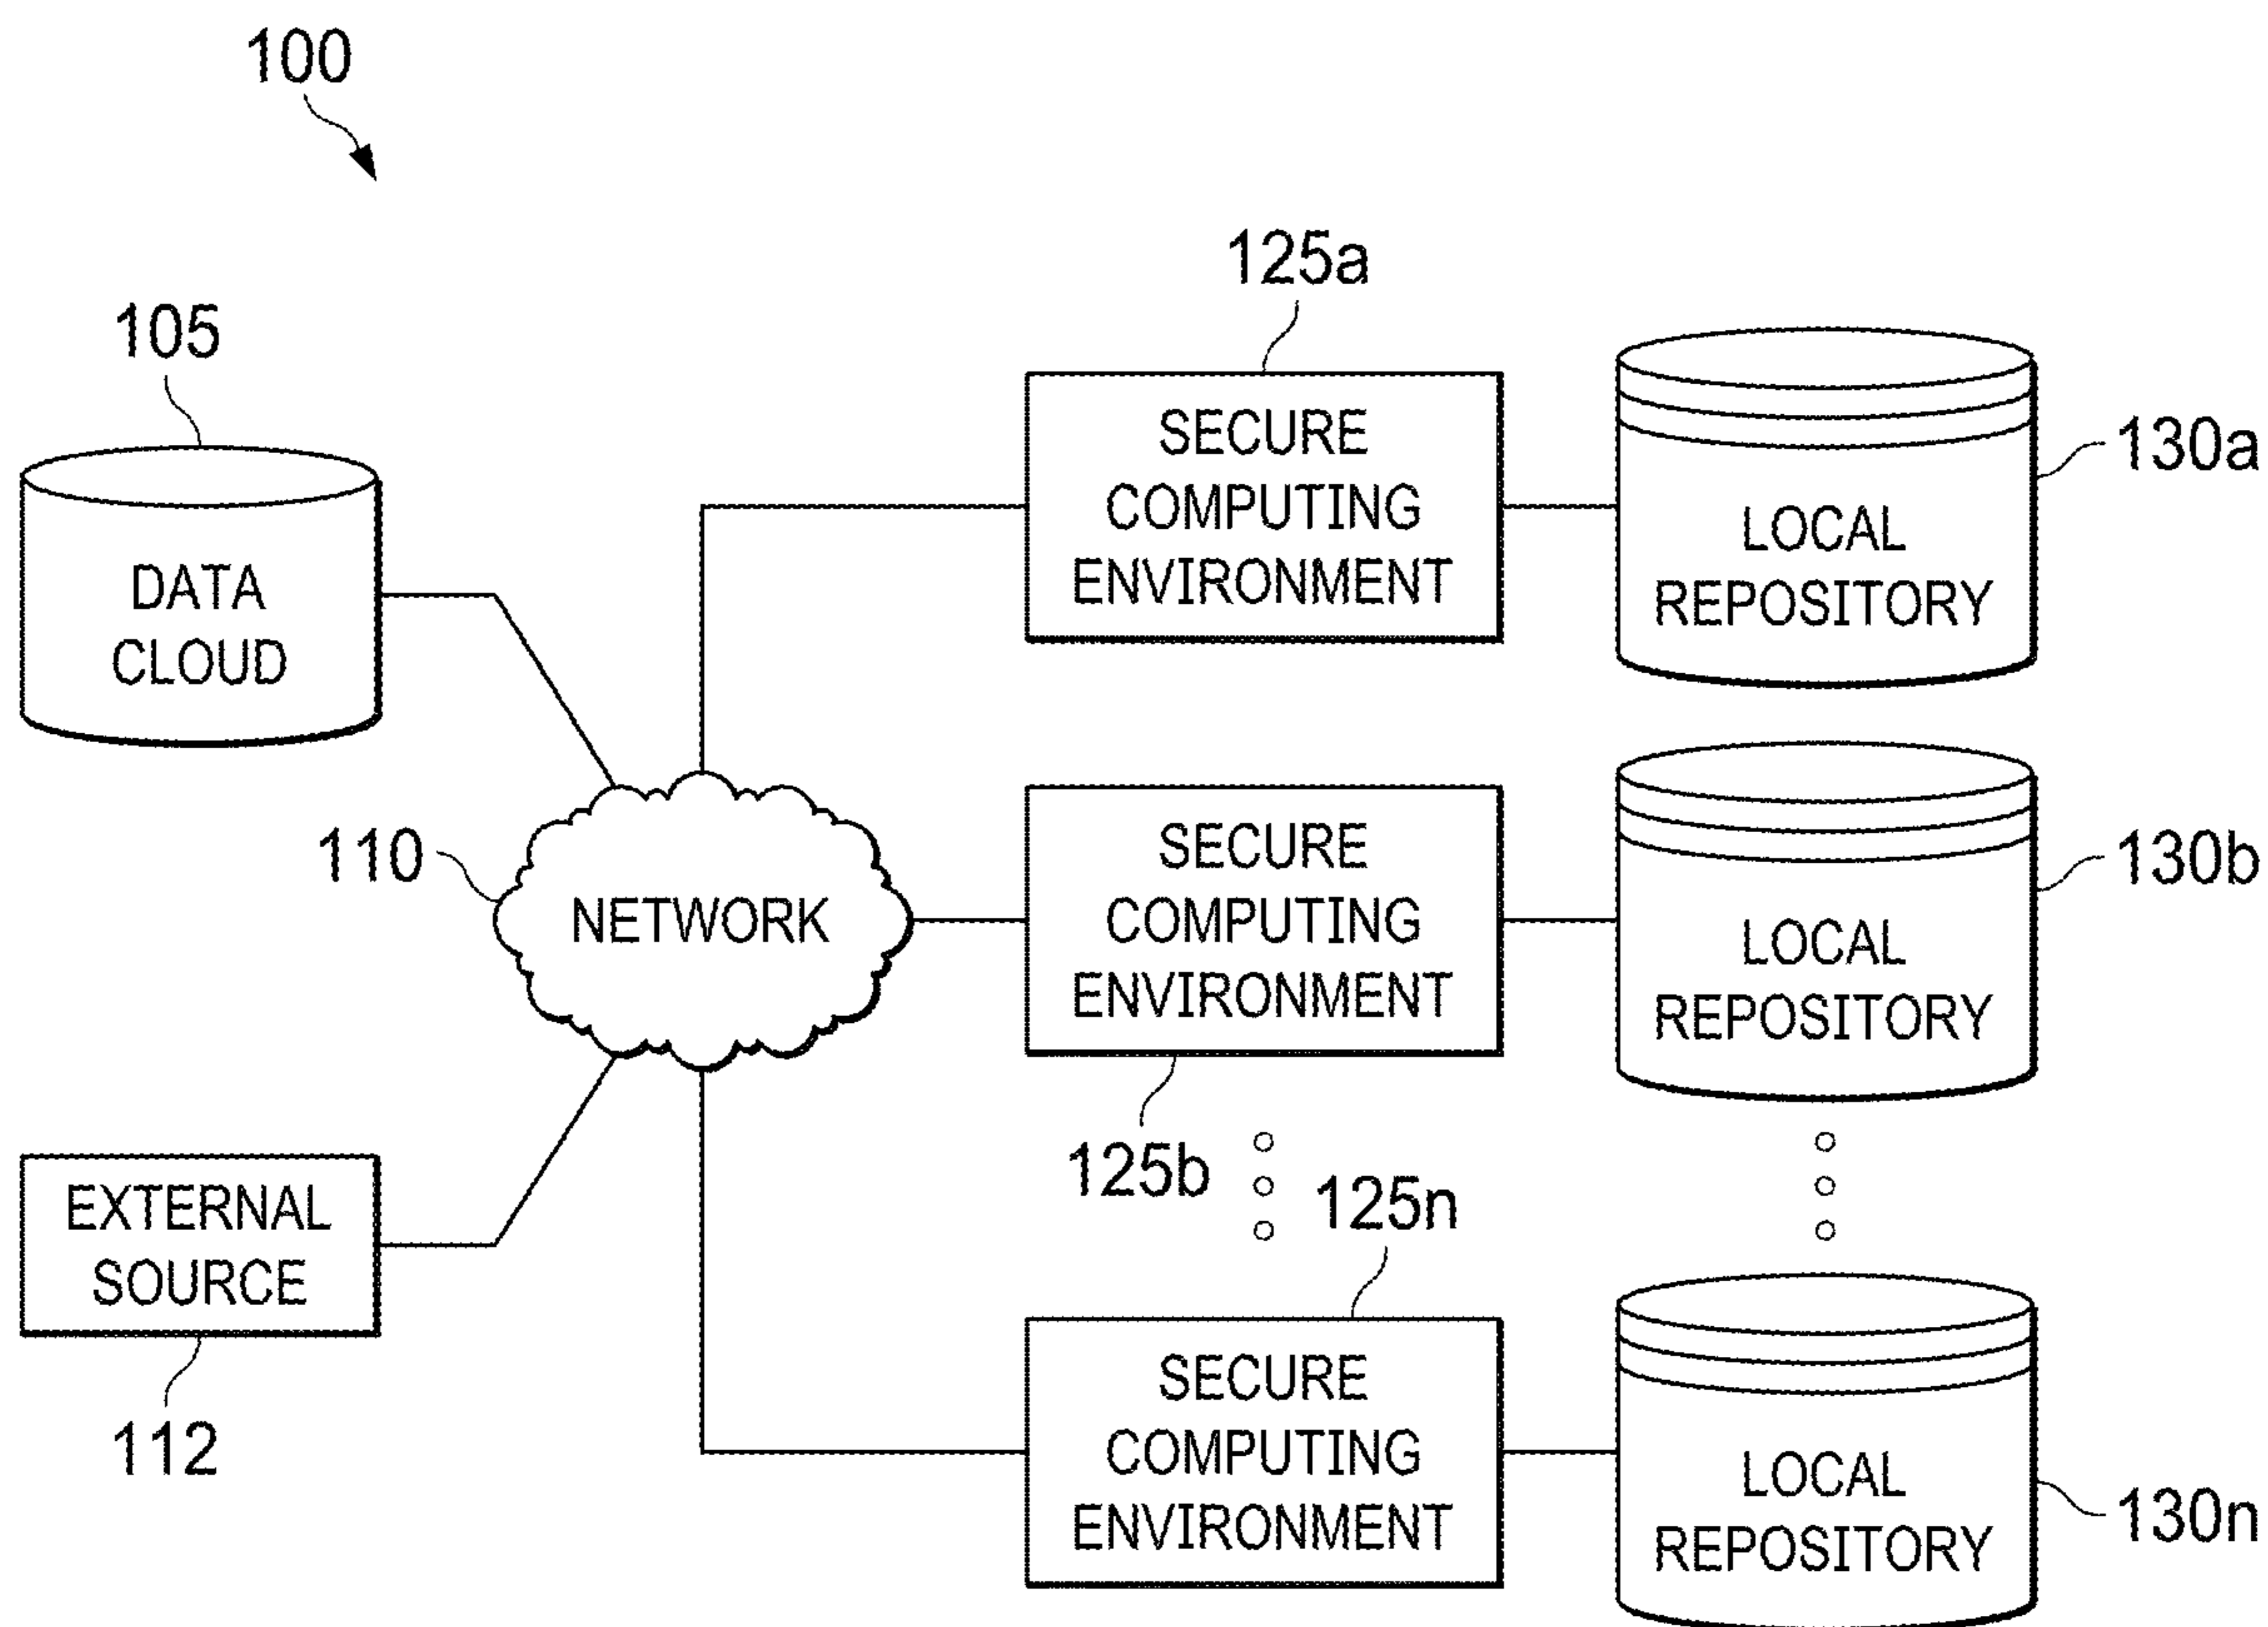 100
125a
105
SECURE
COMPUTING
ENVIRONMENT
130a
LOCAL
REPOSITORY
DATA
CLOUD
110
NETWORK
SECURE
COMPUTING
ENVIRONMENT
130b
LOCAL
REPOSITORY
125b
125n
EXTERNAL
SOURCE
112
SECURE
COMPUTING
ENVIRONMENT
LOCAL
REPOSITORY
130n